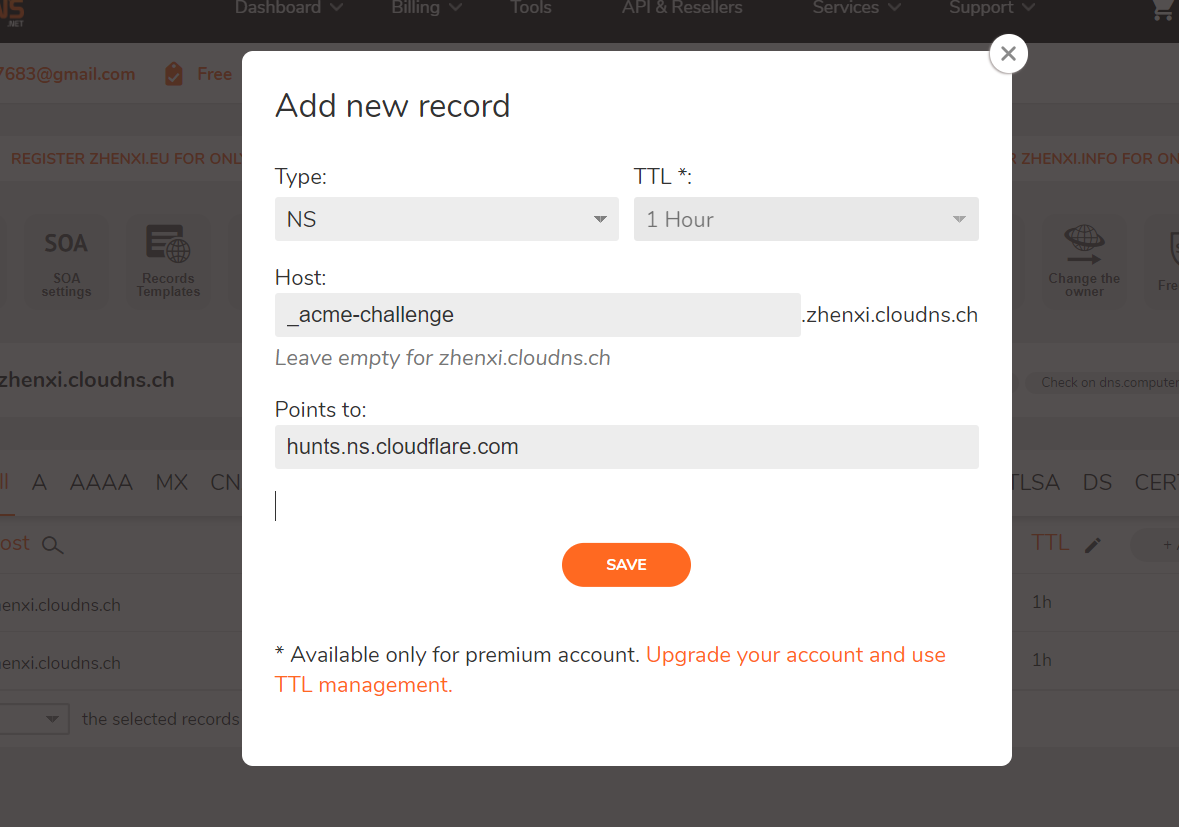 NS
.NET
Dashboard
Billing
Tools
API & Resellers
Services
Support
7683@gmail.com
Free
REGISTER ZHENXI.EU FOR ONL
R ZHENXI.INFO FOR ON
SOA
SOA
settings
Records
Templates
Change the
owner
Fre
zhenxi.cloudns.ch
Check on dns.computer
ll
A
AAAA
MX
CN
TLSA
DS
CER
ost
TTL
+
enxi.cloudns.ch
1h
enxi.cloudns.ch
1h
the selected records
Add new record
Type:
TTL *:
NS
1 Hour
Host:
_acme-challenge
.zhenxi.cloudns.ch
Leave empty for zhenxi.cloudns.ch
Points to:
hunts.ns.cloudflare.com
SAVE
* Available only for premium account. Upgrade your account and use
TTL management.